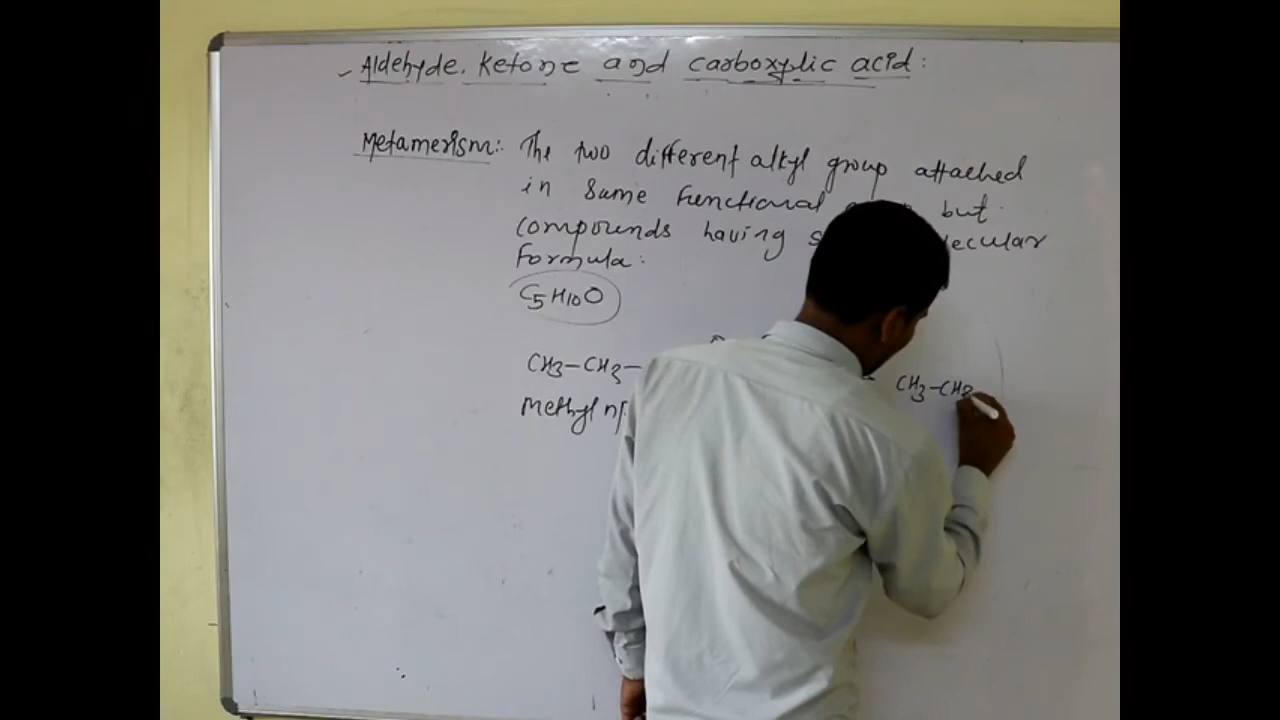 Aldehyde, Ketone and carboxylic acid:
Metamerism: The two different alkyl group attached
in same functional but
compounds having
formula:
C5H10O
CH3-CH2- CH3-CH2
Methyl n